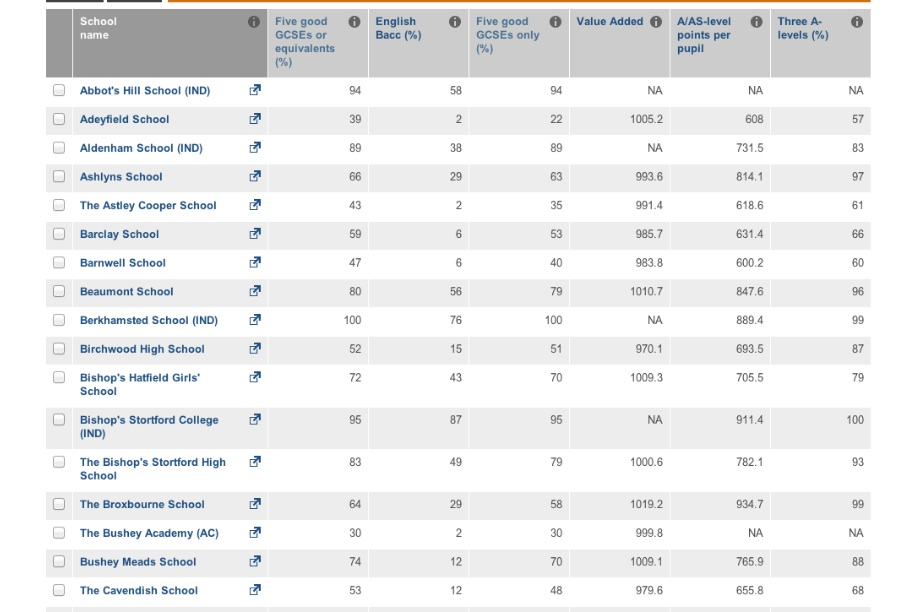 School name Five good GCSEs or equivalents (%) English Bacc (%) Five good GCSEs only (%) Value Added A/AS-level points per pupil Three A-levels (%)
Abbot's Hill School (IND) 94 58 94 NA NA NA
Adeyfield School 39 2 22 1005.2 608 57
Aldenham School (IND) 89 38 89 NA 731.5 83
Ashlyns School 66 29 63 993.6 814.1 97
The Astley Cooper School 43 2 35 991.4 618.6 61
Barclay School 59 6 53 985.7 631.4 66
Barnwell School 47 6 40 983.8 600.2 60
Beaumont School 80 56 79 1010.7 847.6 96
Berkhamsted School (IND) 100 76 100 NA 889.4 99
Birchwood High School 52 15 51 970.1 693.5 87
Bishop's Hatfield Girls' School 72 43 70 1009.3 705.5 79
Bishop's Stortford College (IND) 95 87 95 NA 911.4 100
The Bishop's Stortford High School 83 49 79 1000.6 782.1 93
The Broxbourne School 64 29 58 1019.2 934.7 99
The Bushey Academy (AC) 30 2 30 999.8 NA NA
Bushey Meads School 74 12 70 1009.1 765.9 88
The Cavendish School 53 12 48 979.6 655.8 68